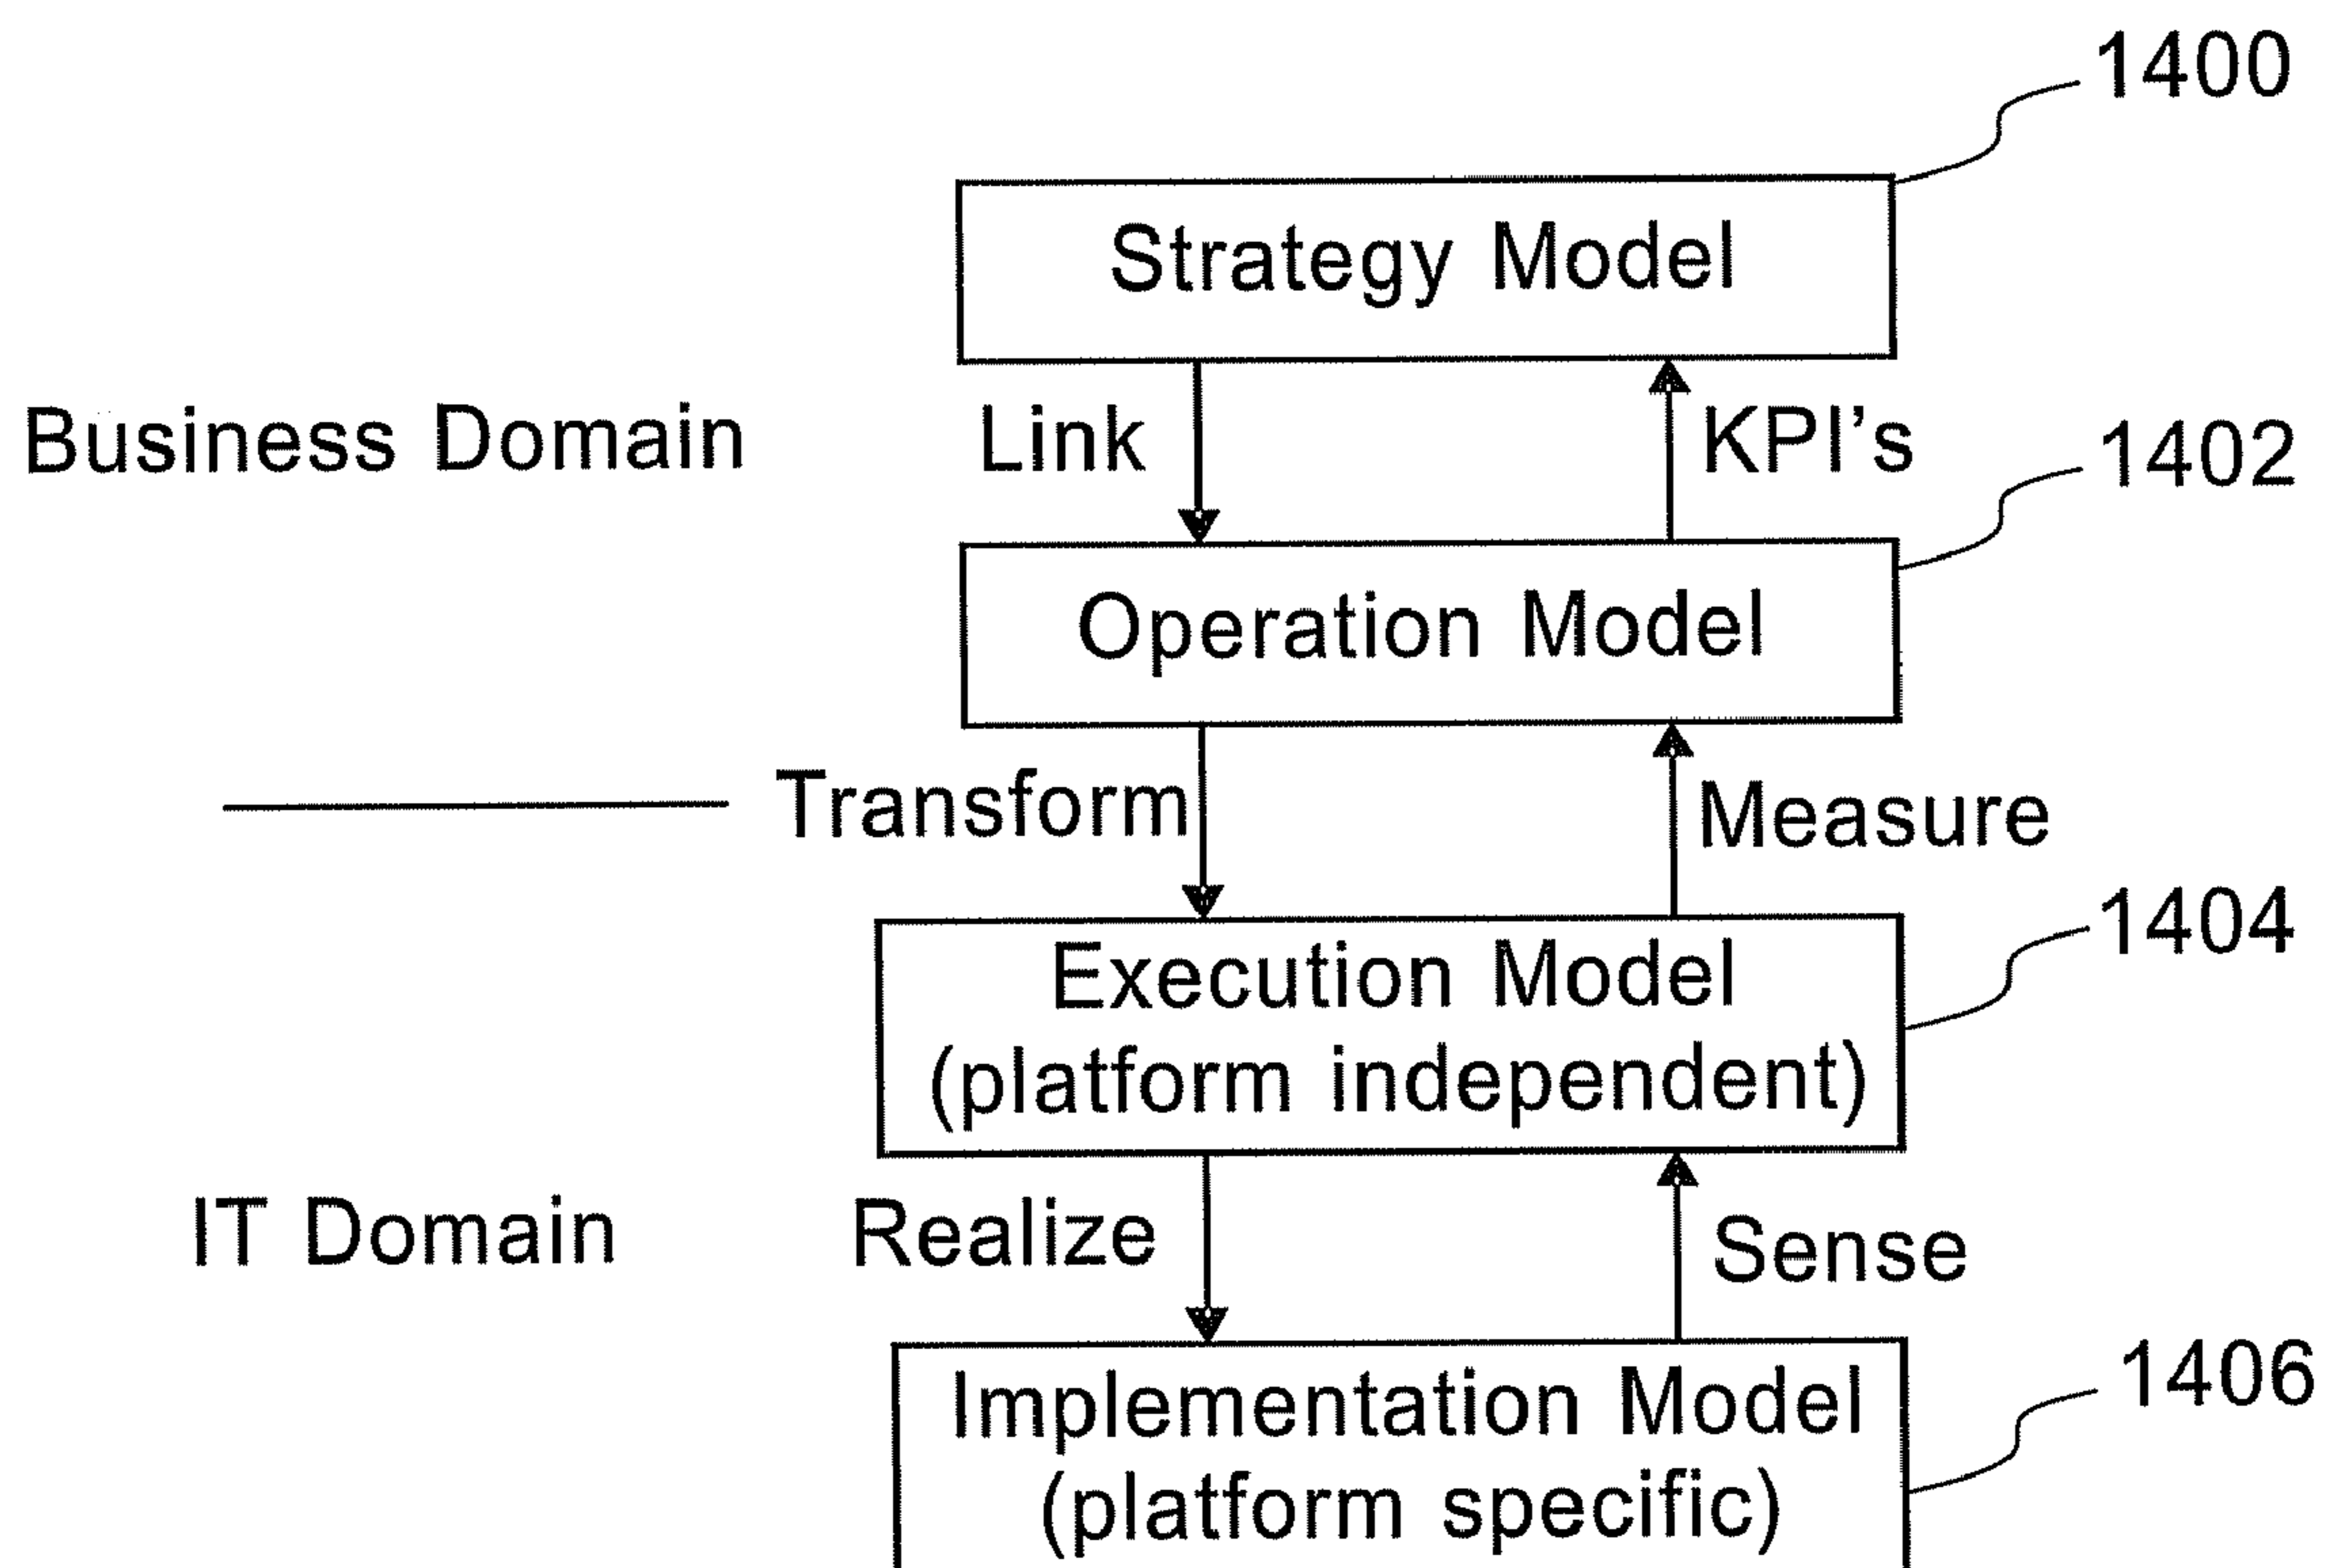 1400
Strategy Model
Business Domain
Link
KPI's
1402
Operation Model
Transform
Measure
1404
Execution Model
(platform independent)
IT Domain
Realize
Sense
1406
Implementation Model
(platform specific)